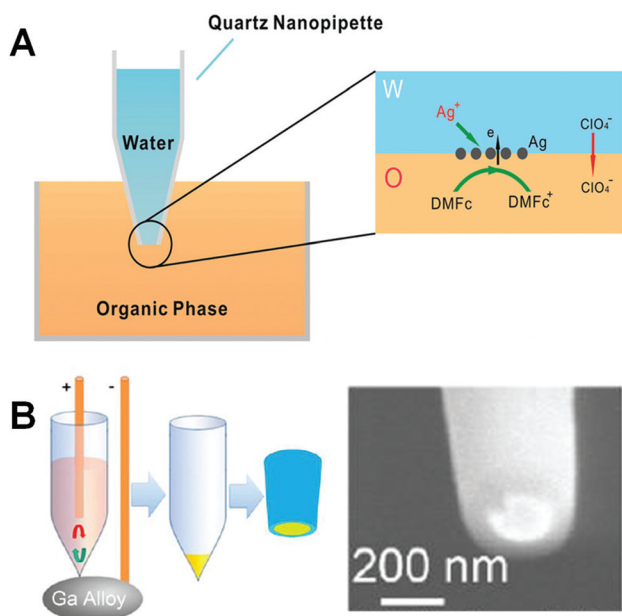 A
Quartz Nanopipette
Water
Organic Phase
W
Ag⁺
e
Ag
ClO₄⁻
O
DMFc
DMFc⁺
ClO₄⁻
B
+
-
Ga Alloy
200 nm